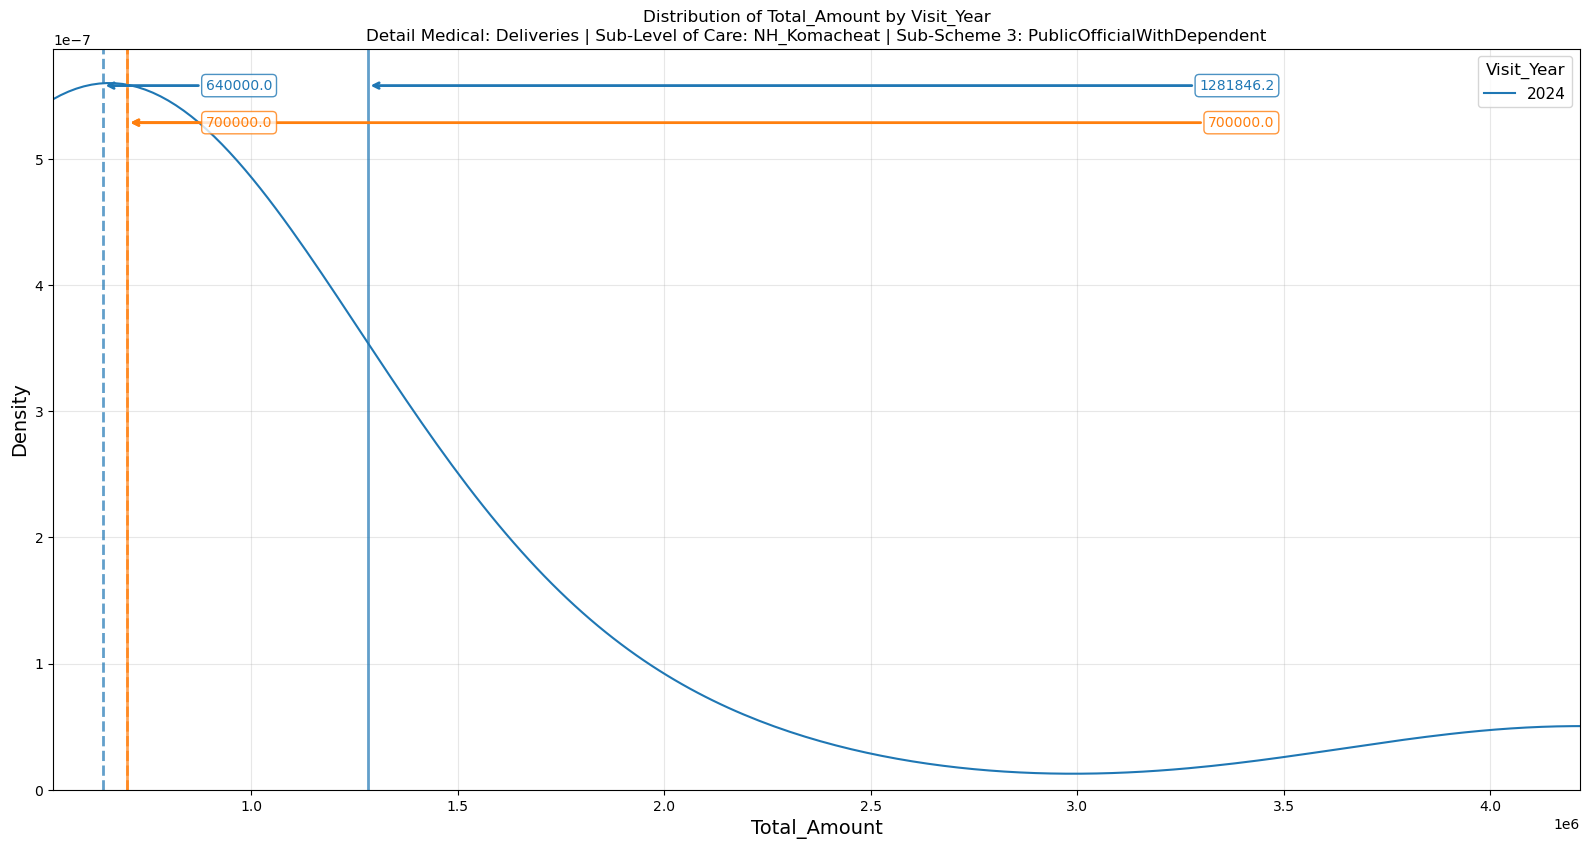 Distribution of Total_Amount by Visit_Year
Detail Medical: Deliveries | Sub-Level of Care: NH_Komacheat | Sub-Scheme 3: PublicOfficialWithDependent
1e−7
640000.0
1281846.2
700000.0
700000.0
Visit_Year
2024
5
4
3
2
1
0
Density
1.0
1.5
2.0
2.5
3.0
3.5
4.0
1e6
Total_Amount